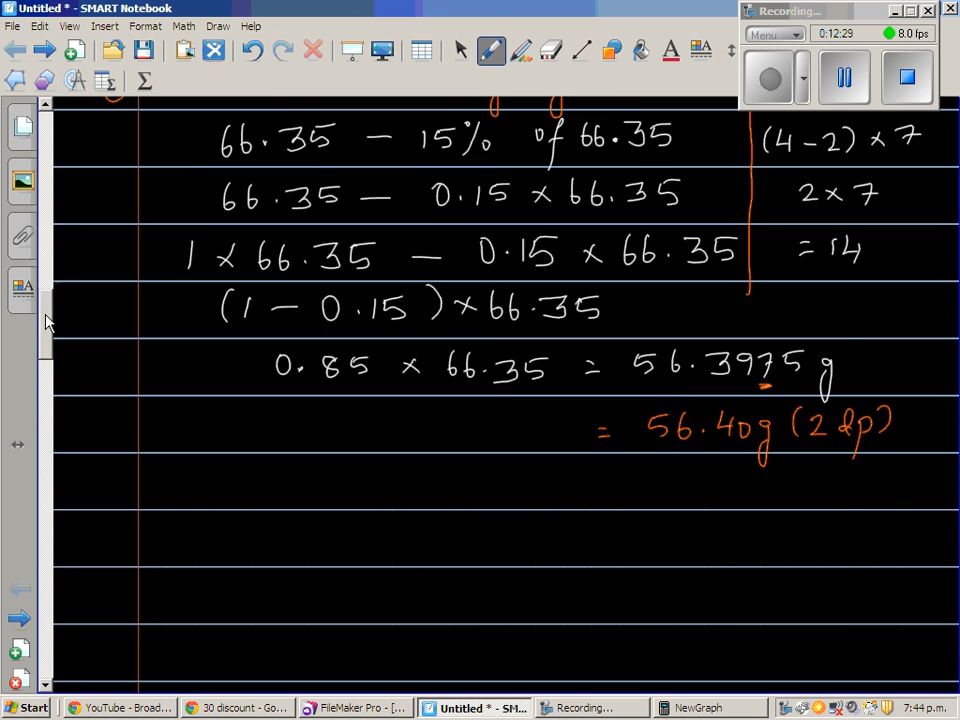 Untitled * - SMART Notebook
File Edit View Insert Format Math Draw Help
Recording...
Menu 0:12:29 8.0 fps
66.35 - 15% of 66.35
66.35 - 0.15 × 66.35
1 × 66.35 - 0.15 × 66.35
(1 - 0.15) × 66.35
0.85 × 66.35 = 56.3975 g
= 56.40g (2 dp)
(4-2) × 7
2 × 7
= 14
Start YouTube - Broad... 30 discount - Go... FileMaker Pro - [... Untitled * - SM... Recording... NewGraph 7:44 p.m.